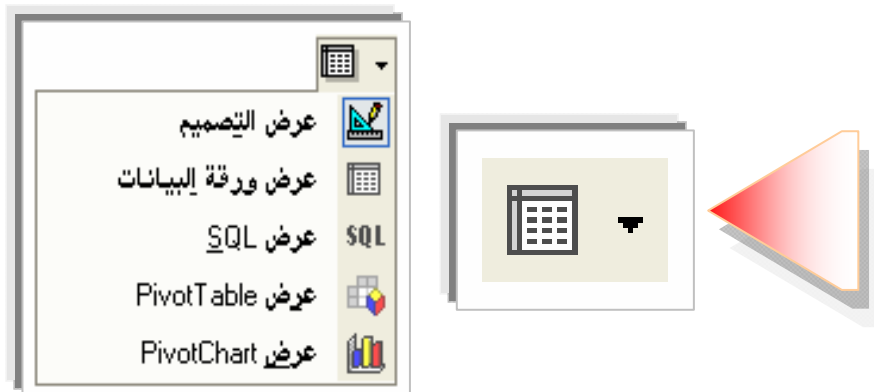 عرض التصميم
عرض ورقة البيانات
عرض SQL SQL
عرض PivotTable
عرض PivotChart